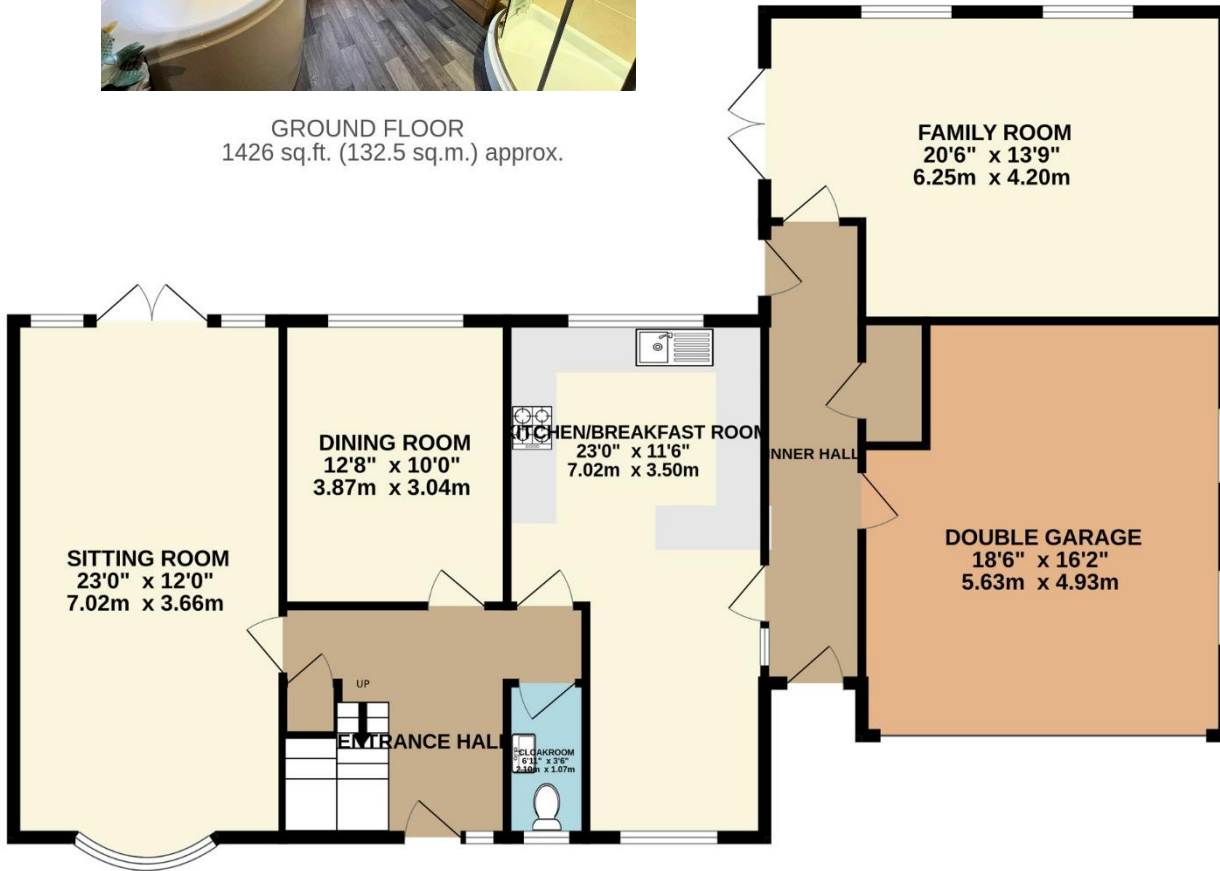 GROUND FLOOR
1426 sq.ft. (132.5 sq.m.) approx.
FAMILY ROOM
20'6" x 13'9"
6.25m x 4.20m
DINING ROOM
12'8" x 10'0"
3.87m x 3.04m
KITCHEN/BREAKFAST ROOM
23'0" x 11'6"
7.02m x 3.50m
INNER HALL
SITTING ROOM
23'0" x 12'0"
7.02m x 3.66m
DOUBLE GARAGE
18'6" x 16'2"
5.63m x 4.93m
UP
ENTRANCE HALL
CLOAKROOM
6'11" x 3'6"
2.10m x 1.07m